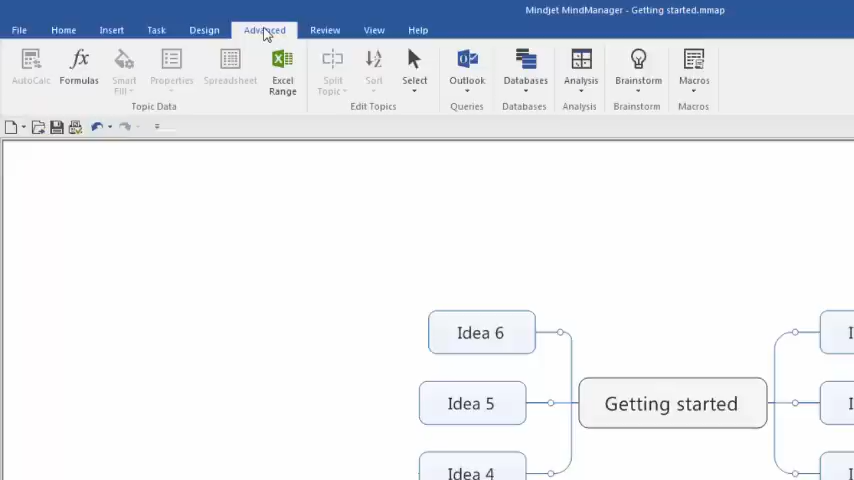 Mindjet MindManager - Getting started.mmap
File Home Insert Task Design Advanced Review View Help
AutoCalc Formulas Smart Fill Properties Spreadsheet Excel Range Split Topic Sort Select Outlook Databases Analysis Brainstorm Macros
Topic Data Edit Topics Queries Databases Analysis Brainstorm Macros
Idea 6
Idea 5 Getting started
Idea 4